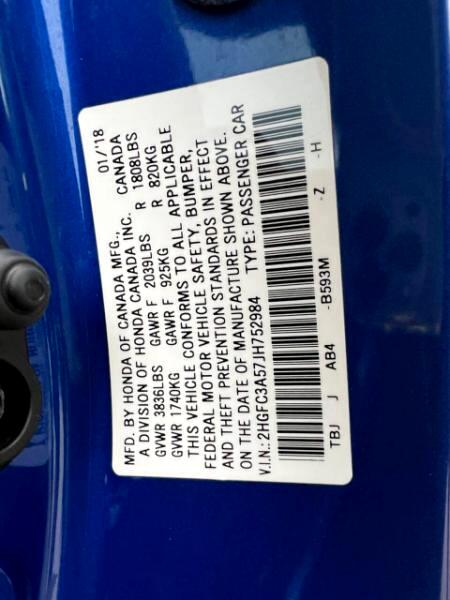 MFD. BY HONDA OF CANADA MFG., 01/'18
A DIVISION OF HONDA CANADA INC. CANADA
GVWR 3836LBS GAWR F 2039LBS R 1808LBS
GVWR 1740KG GAWR F 925KG R 820KG
THIS VEHICLE CONFORMS TO ALL APPLICABLE
FEDERAL MOTOR VEHICLE SAFETY, BUMPER,
AND THEFT PREVENTION STANDARDS IN EFFECT
ON THE DATE OF MANUFACTURE SHOWN ABOVE.
V.I.N.:2HGFC3A57JH752984 TYPE: PASSENGER CAR
TBJ J AB4 -B593M -Z -H